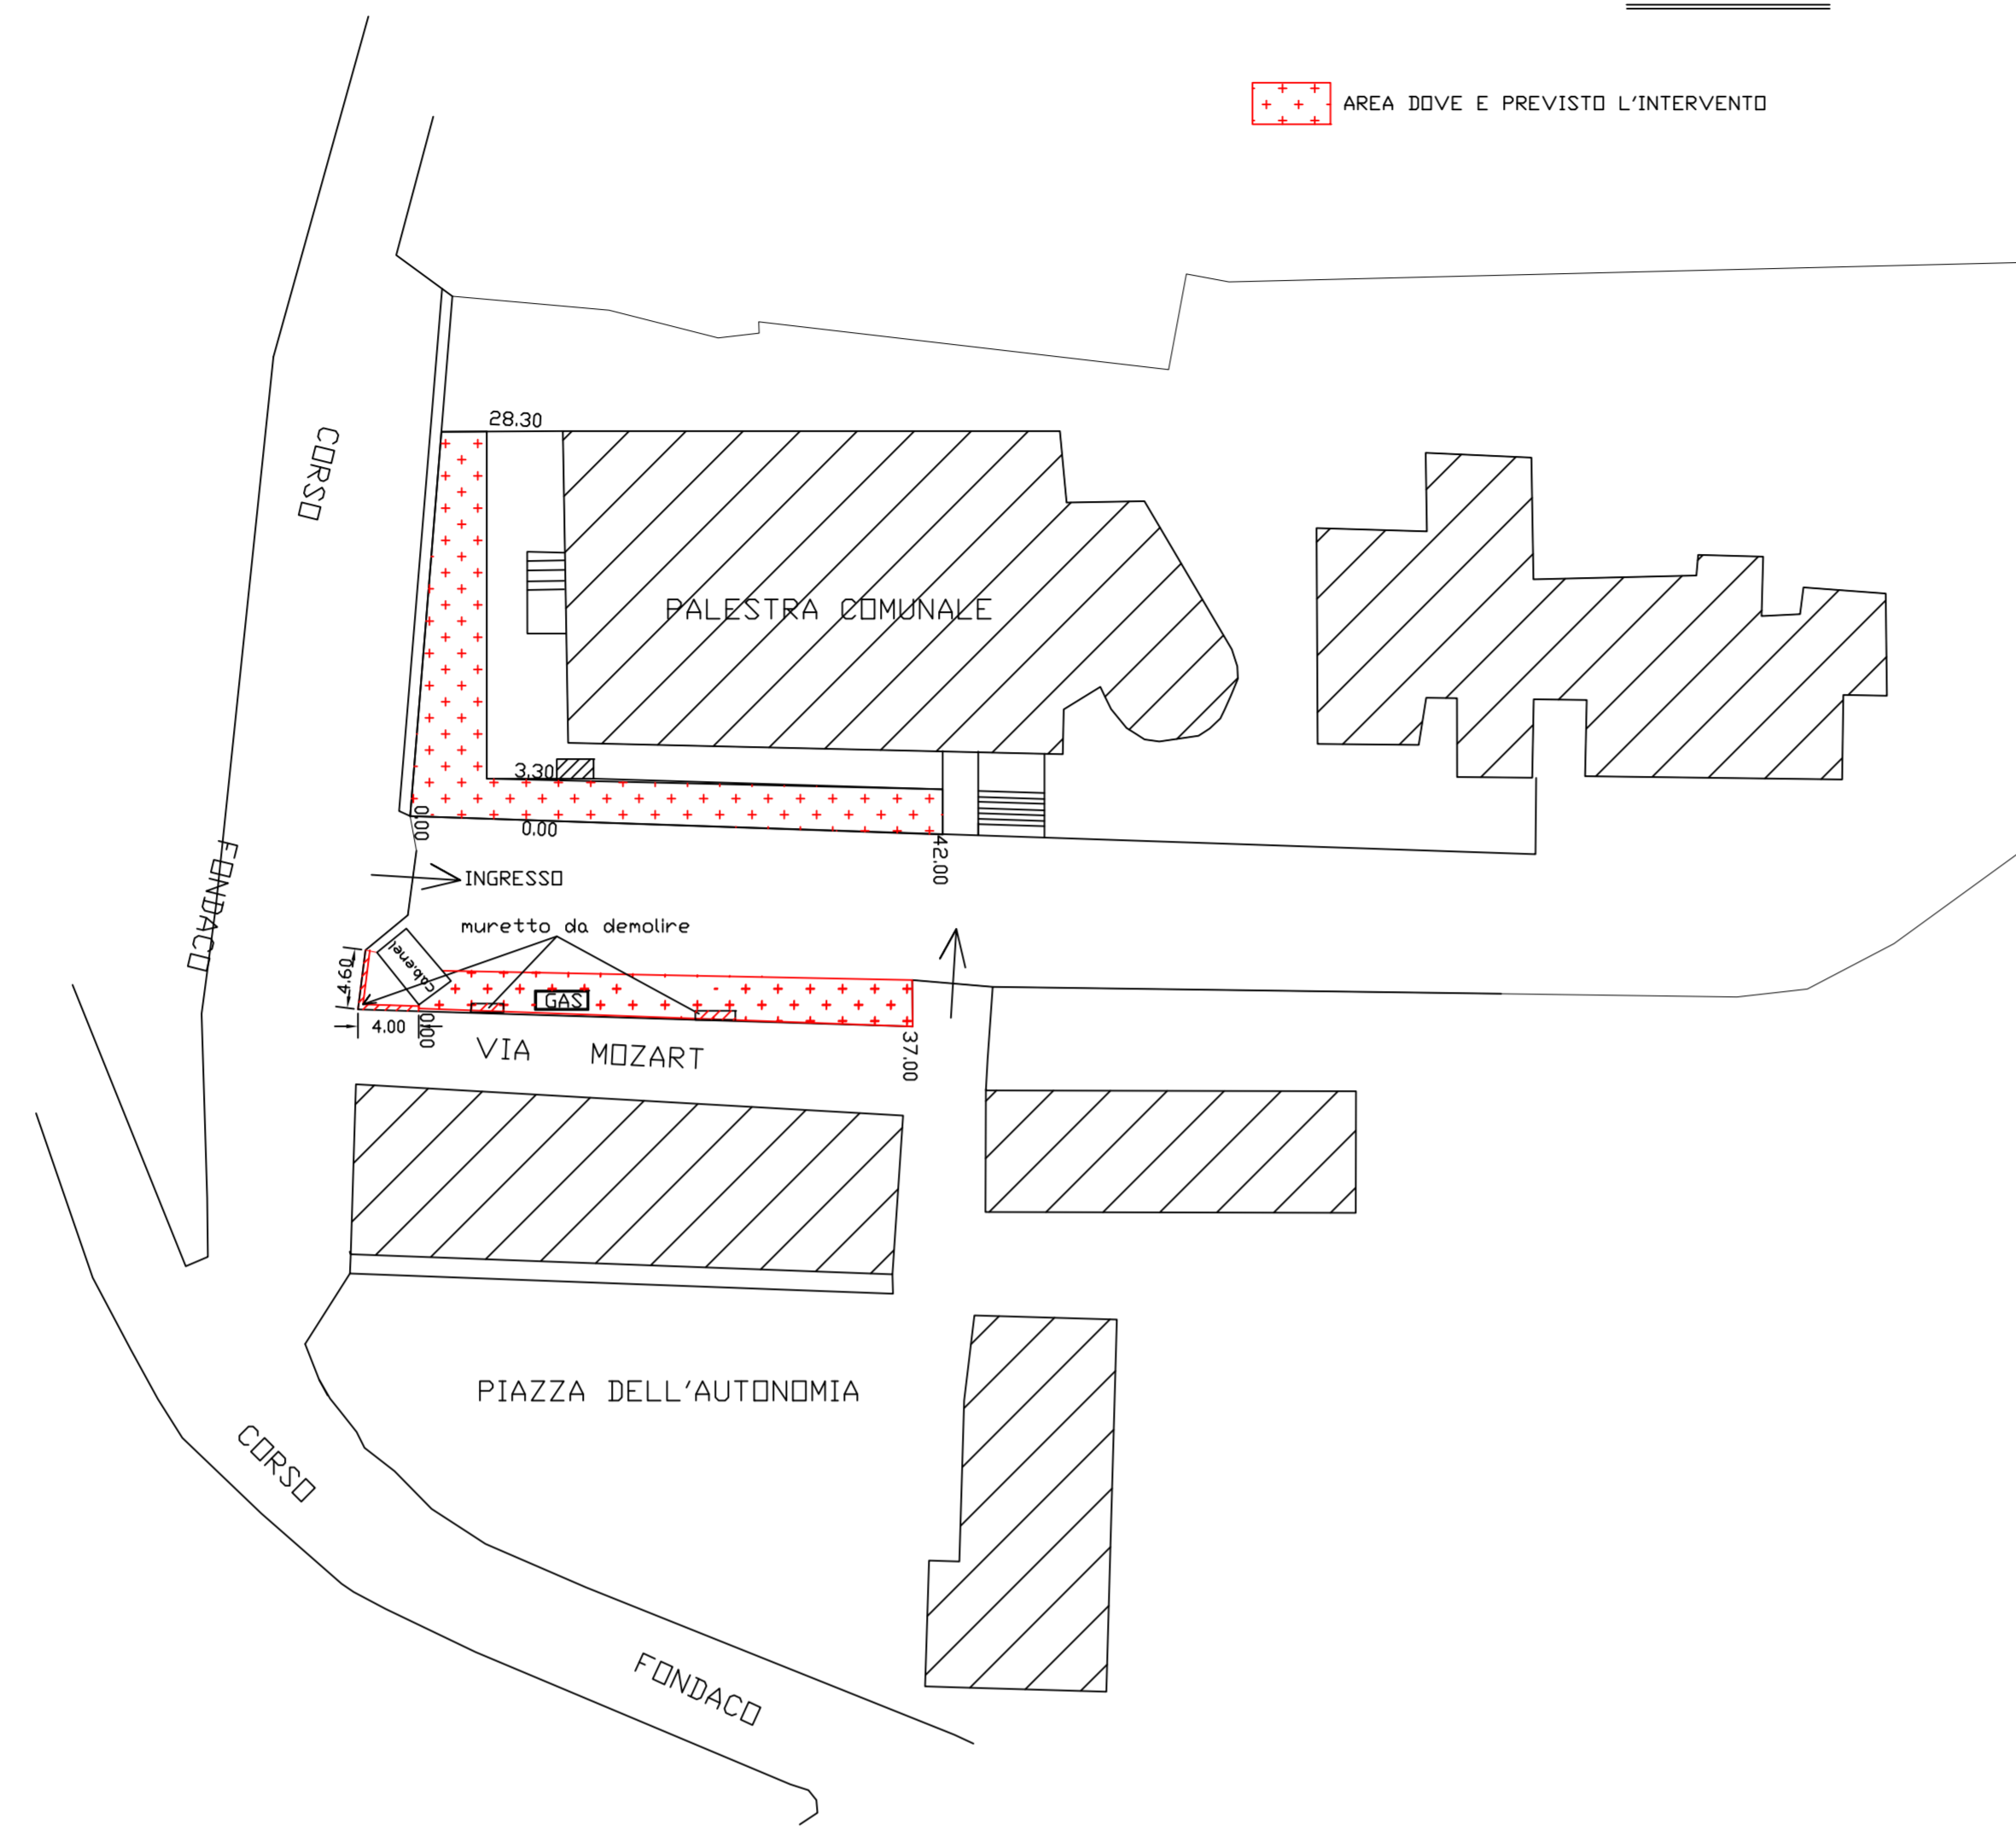 AREA DOVE E PREVISTO L'INTERVENTO
CORSO
FONDACO
28.30
PALESTRA COMUNALE
3,30
0,00
0,00
42.00
INGRESSO
muretto da demolire
cab.enel
4.60
GAS
4.00
0,00
37.00
VIA MOZART
PIAZZA DELL'AUTONOMIA
CORSO
FONDACO